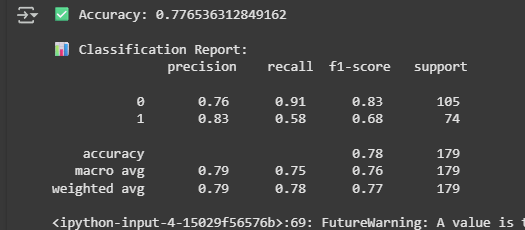 ✅ Accuracy: 0.776536312849162
📊 Classification Report:
precision recall f1-score support
0 0.76 0.91 0.83 105
1 0.83 0.58 0.68 74
accuracy 0.78 179
macro avg 0.79 0.75 0.76 179
weighted avg 0.79 0.78 0.77 179
<ipython-input-4-15029f56576b>:69: FutureWarning: A value is